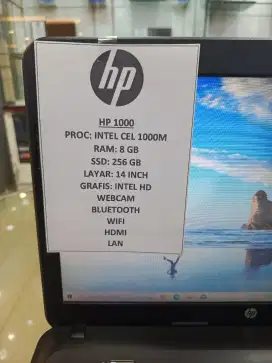 hp
HP 1000
PROC: INTEL CEL 1000M
RAM: 8 GB
SSD: 256 GB
LAYAR: 14 INCH
GRAFIS: INTEL HD
WEBCAM
BLUETOOTH
WIFI
HDMI
LAN
hp